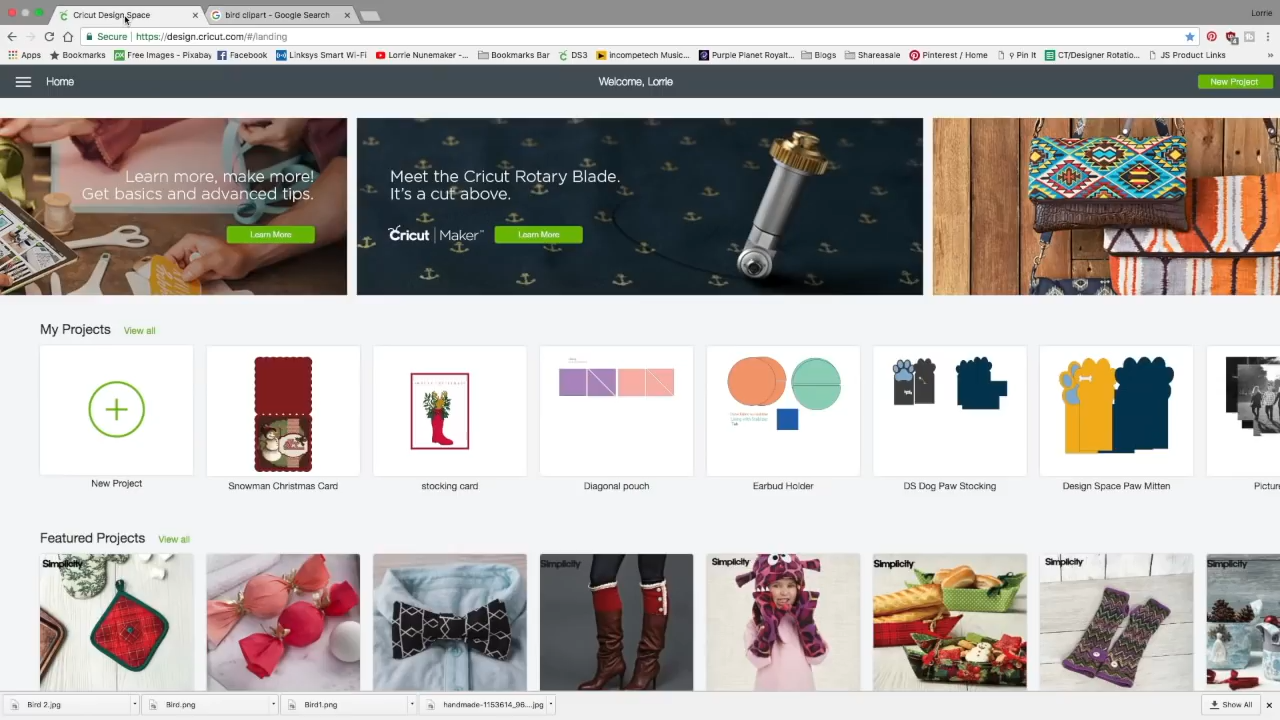 Cricut Design Space
bird clipart - Google Search
Lorrie
Secure
https://design.cricut.com/#/landing
Apps
Bookmarks
Free Images - Pixabay
Facebook
Linksys Smart Wi-Fi
Lorrie Nunemaker -...
Bookmarks Bar
DS3
incompetech Music...
Purple Planet Royalt...
Blogs
Shareasale
Pinterest / Home
Pin It
CT/Designer Rotatio...
JS Product Links
»
Home
Welcome, Lorrie
New Project
Learn more, make more!
Get basics and advanced tips.
Learn More
Meet the Cricut Rotary Blade.
It's a cut above.
Cricut | Maker™
Learn More
My Projects
View all
New Project
Snowman Christmas Card
stocking card
Diagonal pouch
Earbud Holder
DS Dog Paw Stocking
Design Space Paw Mitten
Pictur
Featured Projects
View all
Simplicity
Simplicity
Simplicity
Simplicity
Simplicity
Simplicity
Bird 2.jpg
Bird.png
Bird1.png
handmade-1153614_96....jpg
Show All